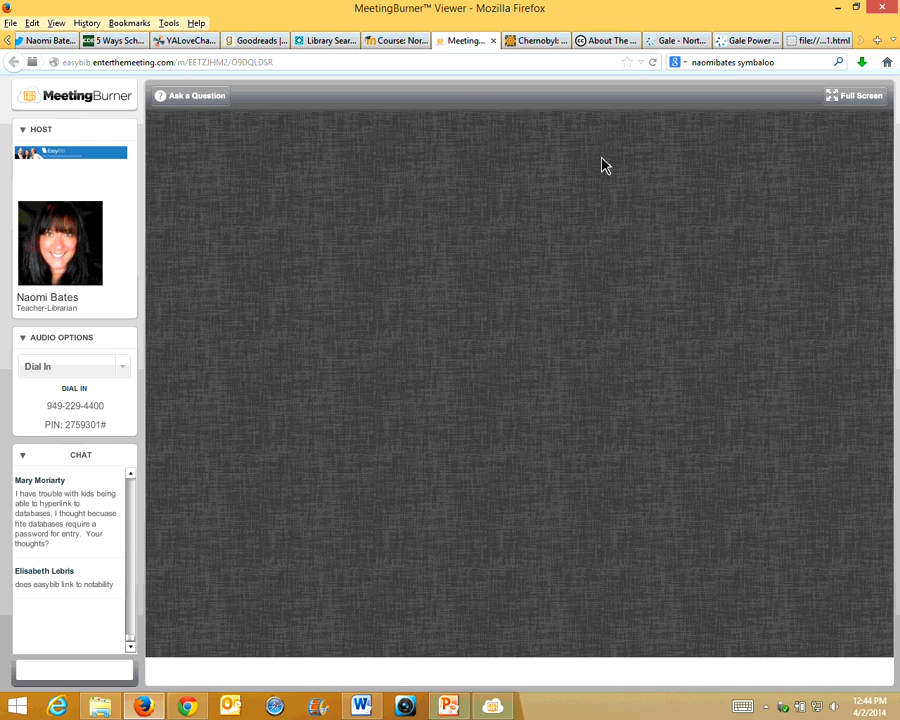 MeetingBurner™ Viewer - Mozilla Firefox
File Edit View History Bookmarks Tools Help
Naomi Bate... CDE 5 Ways Sch... YALoveCha... Goodreads |... Library Sear... Course: Nor... Meeting... Chernobyl: ... About The ... Gale - Nort... Gale Power ... file://...1.html
easybib.enterthemeeting.com/m/EETZJHM2/O9DQLDSR
naomibates symbaloo
MeetingBurner
Ask a Question
Full Screen
HOST
EasyBib
Naomi Bates
Teacher-Librarian
AUDIO OPTIONS
Dial In
DIAL IN
949-229-4400
PIN: 2759301#
CHAT
Mary Moriarty
I have trouble with kids being
able to hyperlink to
databases, I thought becuase
hte databases require a
password for entry. Your
thoughts?
Elisabeth Lebris
does easybib link to notability
12:44 PM
4/2/2014